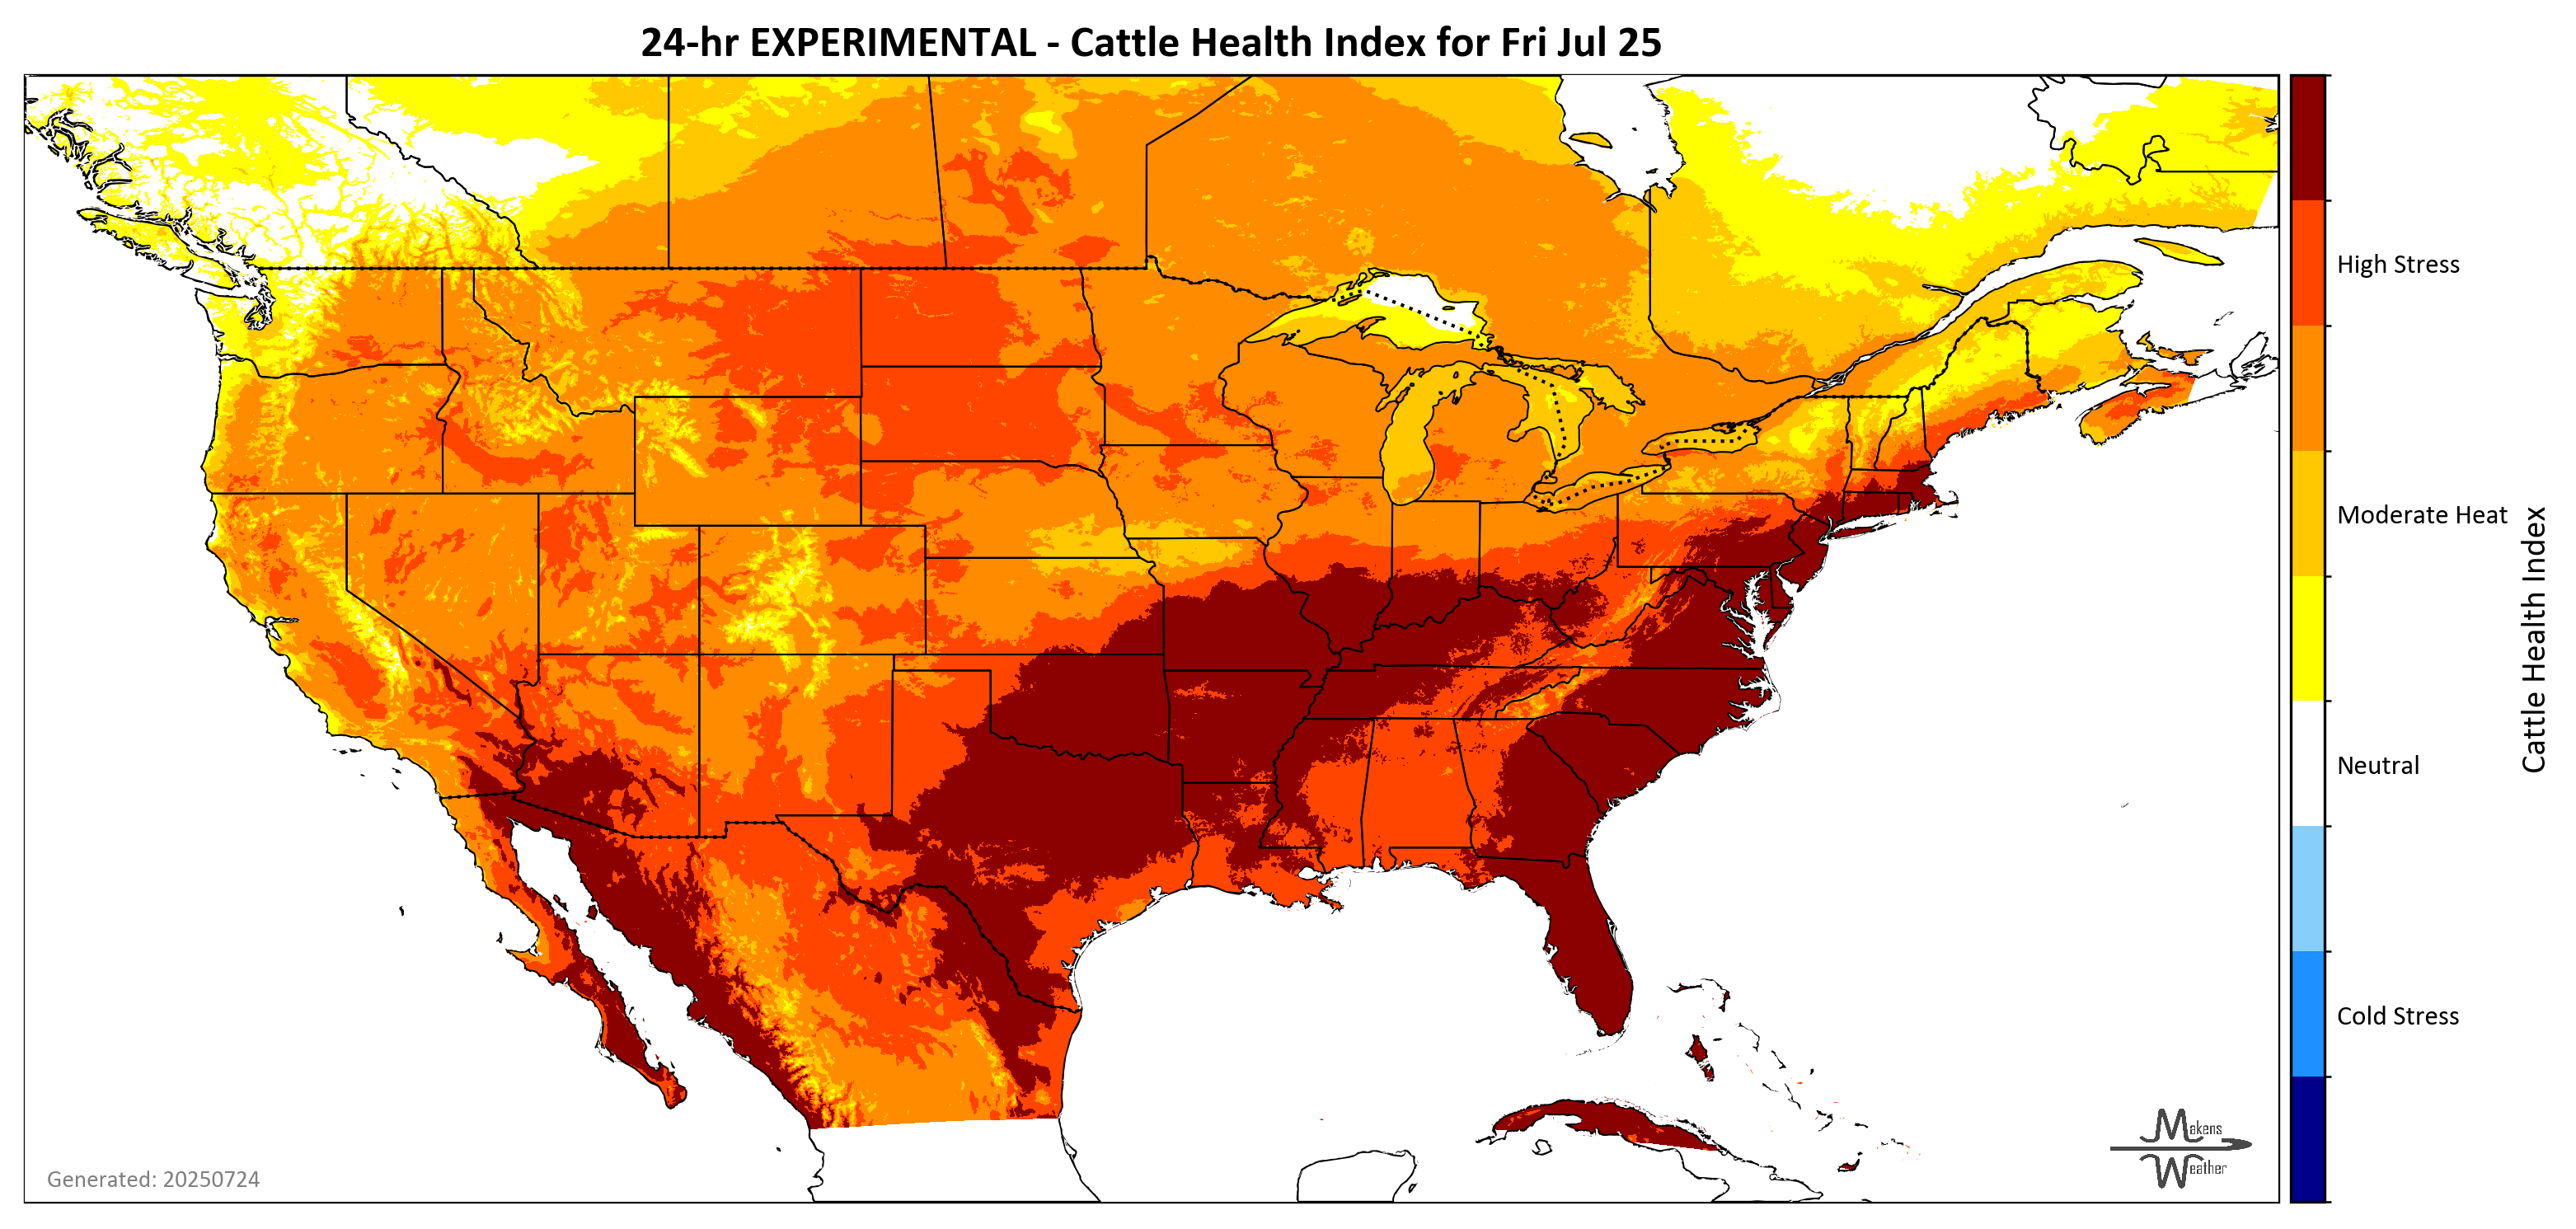 24-hr EXPERIMENTAL - Cattle Health Index for Fri Jul 25
High Stress
Moderate Heat
Neutral
Cold Stress
Cattle Health Index
Makens
Weather
Generated: 20250724